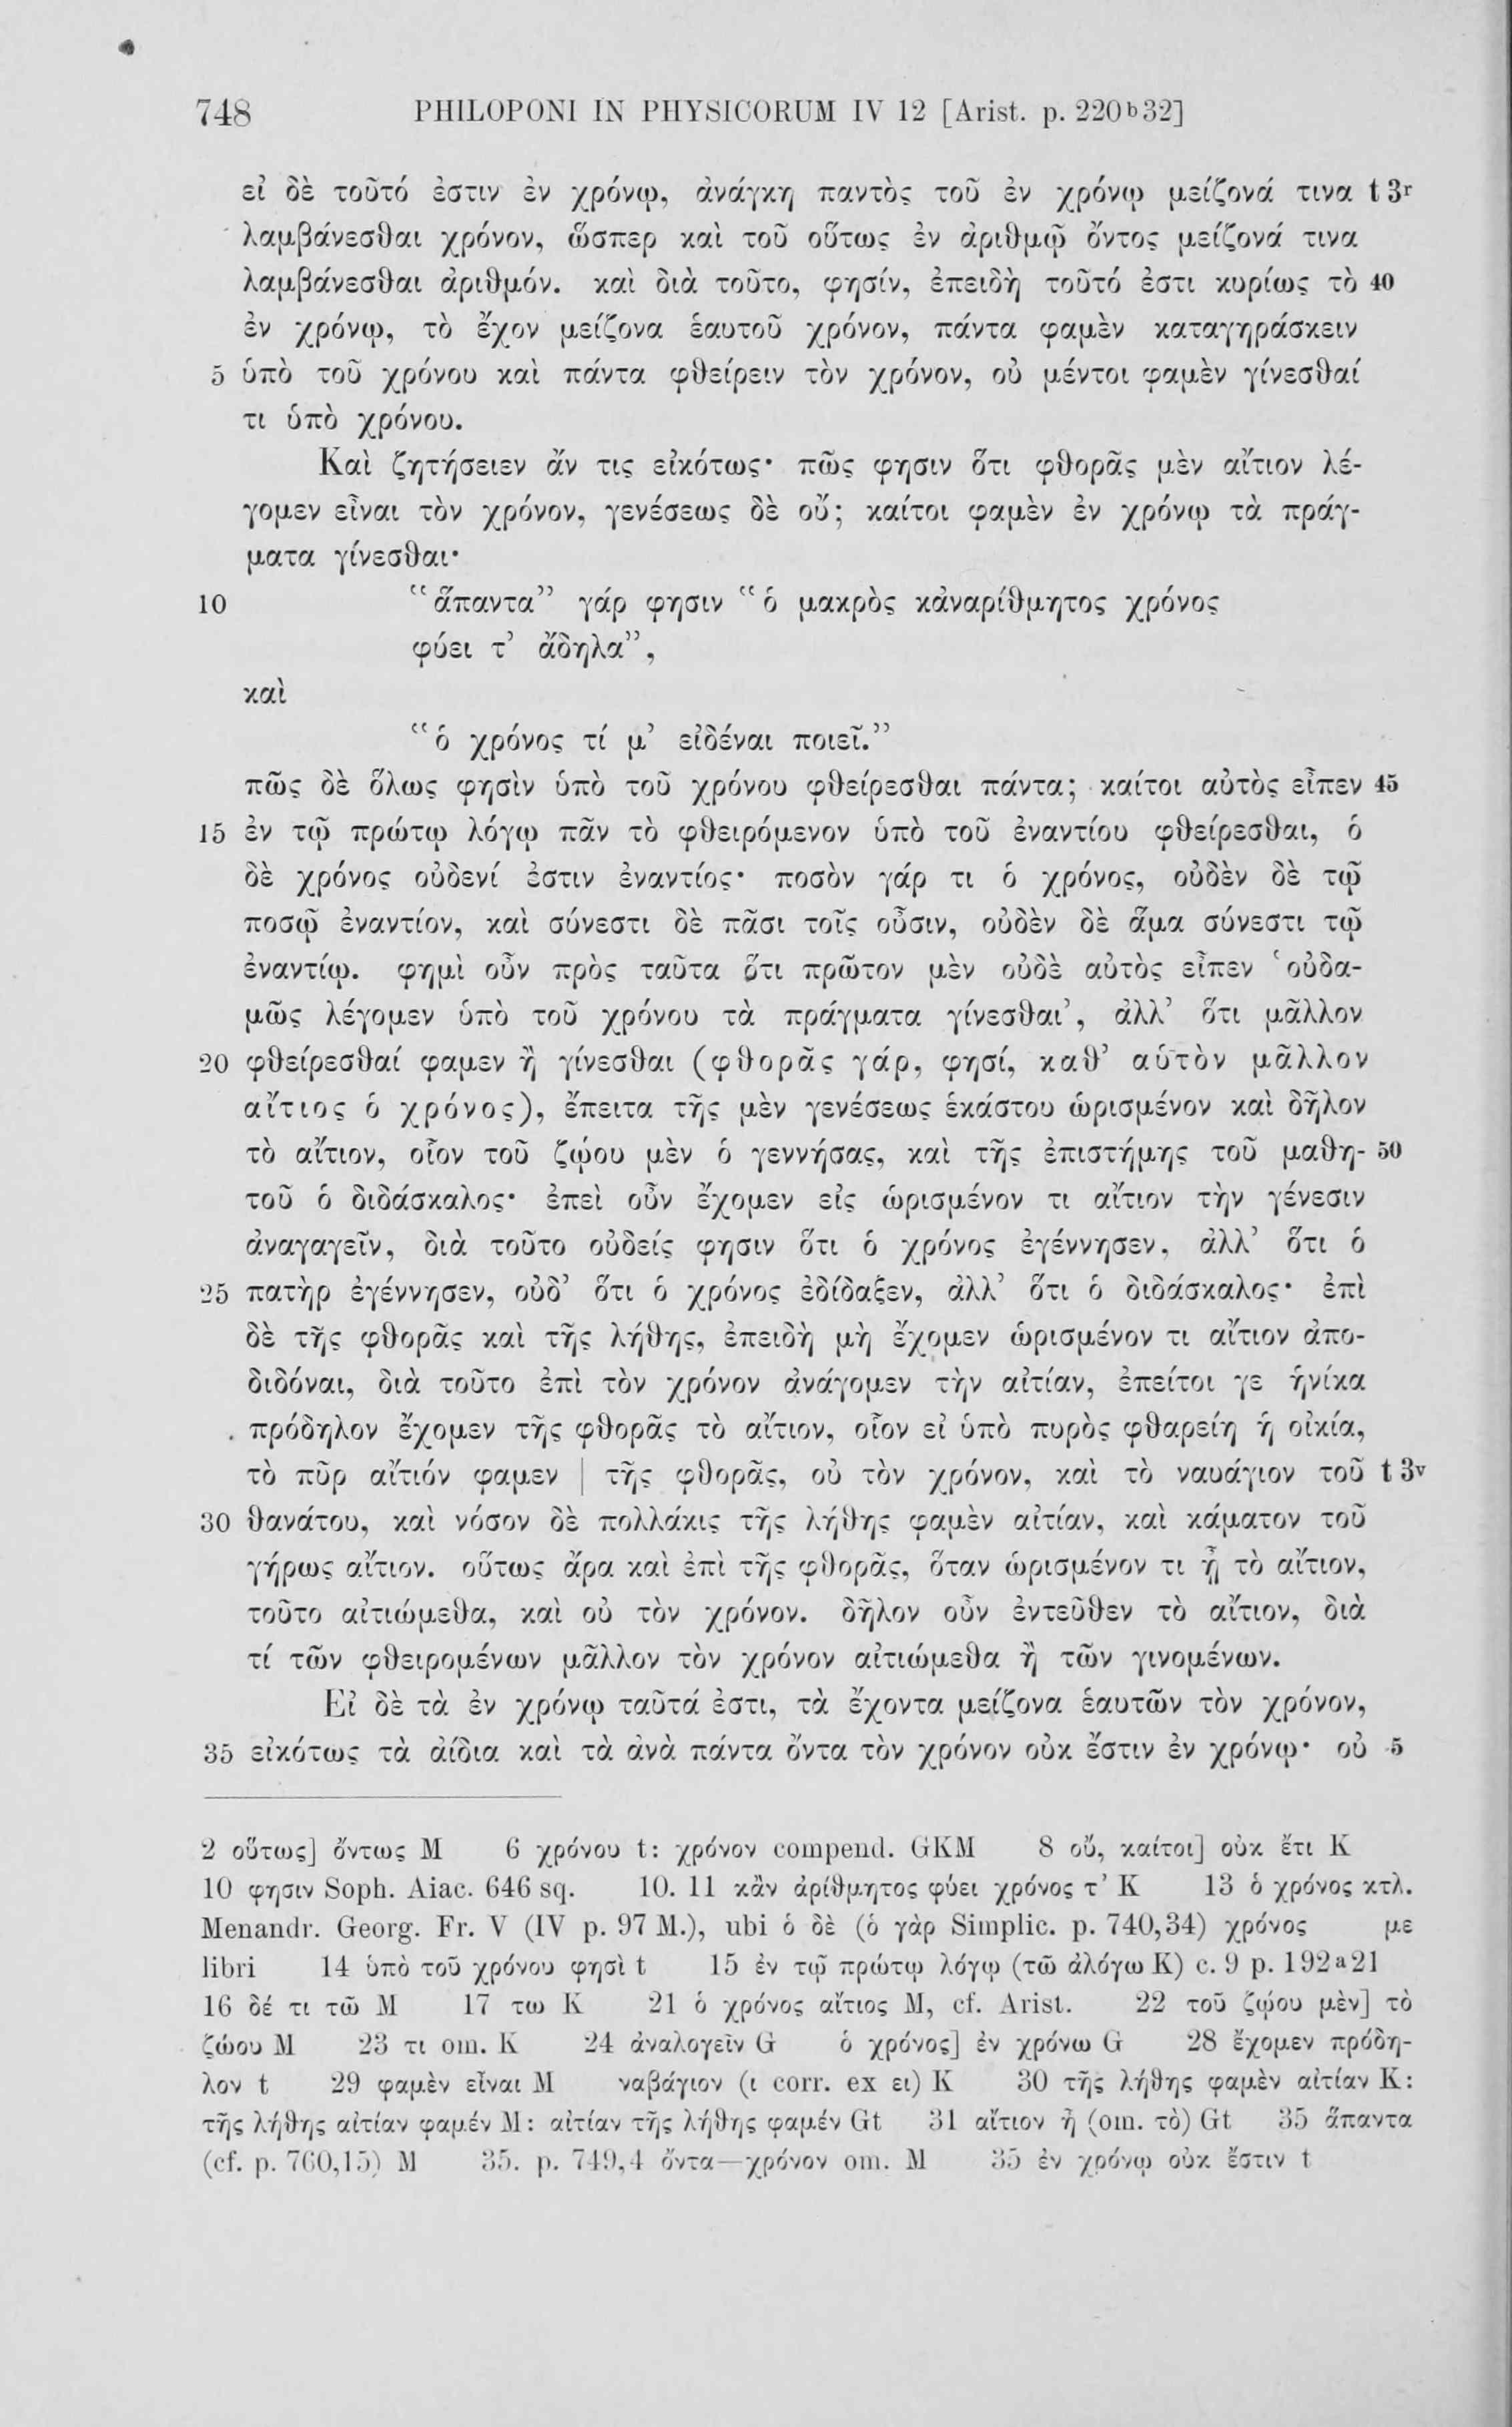 748 PHILOPONI IN PHYSICORUM IV 12 [Arist. p. 220ᵇ32]
εἰ δὲ τοῦτό ἐστιν ἐν χρόνῳ, ἀνάγκη παντὸς τοῦ ἐν χρόνῳ μείζονά τινα t 3ʳ
λαμβάνεσθαι χρόνον, ὥσπερ καὶ τοῦ οὕτως ἐν ἀριθμῷ ὄντος μείζονά τινα
λαμβάνεσθαι ἀριθμόν. καὶ διὰ τοῦτο, φησίν, ἐπειδὴ τοῦτό ἐστι κυρίως τὸ 40
ἐν χρόνῳ, τὸ ἔχον μείζονα ἑαυτοῦ χρόνον, πάντα φαμὲν καταγηράσκειν
5 ὑπὸ τοῦ χρόνου καὶ πάντα φθείρειν τὸν χρόνον, οὐ μέντοι φαμὲν γίνεσθαί
τι ὑπὸ χρόνου.
Καὶ ζητήσειεν ἄν τις εἰκότως· πῶς φησιν ὅτι φθορᾶς μὲν αἴτιον λέ-
γομεν εἶναι τὸν χρόνον, γενέσεως δὲ οὔ; καίτοι φαμὲν ἐν χρόνῳ τὰ πράγ-
ματα γίνεσθαι·
10 “ἅπαντα” γάρ φησιν “ὁ μακρὸς κἀναρίθμητος χρόνος
φύει τ’ ἄδηλα”,
καὶ
“ὁ χρόνος τί μ’ εἰδέναι ποιεῖ.”
πῶς δὲ ὅλως φησὶν ὑπὸ τοῦ χρόνου φθείρεσθαι πάντα; καίτοι αὐτὸς εἶπεν 45
15 ἐν τῷ πρώτῳ λόγῳ πᾶν τὸ φθειρόμενον ὑπὸ τοῦ ἐναντίου φθείρεσθαι, ὁ
δὲ χρόνος οὐδενί ἐστιν ἐναντίος· ποσὸν γάρ τι ὁ χρόνος, οὐδὲν δὲ τῷ
ποσῷ ἐναντίον, καὶ σύνεστι δὲ πᾶσι τοῖς οὖσιν, οὐδὲν δὲ ἅμα σύνεστι τῷ
ἐναντίῳ. φημὶ οὖν πρὸς ταῦτα ὅτι πρῶτον μὲν οὐδὲ αὐτὸς εἶπεν ‘οὐδα-
μῶς λέγομεν ὑπὸ τοῦ χρόνου τὰ πράγματα γίνεσθαι’, ἀλλ’ ὅτι μᾶλλον
20 φθείρεσθαί φαμεν ἢ γίνεσθαι (φθορᾶς γάρ, φησί, καθ’ αὑτὸν μᾶλλον
αἴτιος ὁ χρόνος), ἔπειτα τῆς μὲν γενέσεως ἑκάστου ὡρισμένον καὶ δῆλον
τὸ αἴτιον, οἷον τοῦ ζῴου μὲν ὁ γεννήσας, καὶ τῆς ἐπιστήμης τοῦ μαθη- 50
τοῦ ὁ διδάσκαλος· ἐπεὶ οὖν ἔχομεν εἰς ὡρισμένον τι αἴτιον τὴν γένεσιν
ἀναγαγεῖν, διὰ τοῦτο οὐδείς φησιν ὅτι ὁ χρόνος ἐγέννησεν, ἀλλ’ ὅτι ὁ
25 πατὴρ ἐγέννησεν, οὐδ’ ὅτι ὁ χρόνος ἐδίδαξεν, ἀλλ’ ὅτι ὁ διδάσκαλος· ἐπὶ
δὲ τῆς φθορᾶς καὶ τῆς λήθης, ἐπειδὴ μὴ ἔχομεν ὡρισμένον τι αἴτιον ἀπο-
διδόναι, διὰ τοῦτο ἐπὶ τὸν χρόνον ἀνάγομεν τὴν αἰτίαν, ἐπείτοι γε ἡνίκα
πρόδηλον ἔχομεν τῆς φθορᾶς τὸ αἴτιον, οἷον εἰ ὑπὸ πυρὸς φθαρείη ἡ οἰκία,
τὸ πῦρ αἴτιόν φαμεν | τῆς φθορᾶς, οὐ τὸν χρόνον, καὶ τὸ ναυάγιον τοῦ t 3ᵛ
30 θανάτου, καὶ νόσον δὲ πολλάκις τῆς λήθης φαμὲν αἰτίαν, καὶ κάματον τοῦ
γήρως αἴτιον. οὕτως ἄρα καὶ ἐπὶ τῆς φθορᾶς, ὅταν ὡρισμένον τι ᾖ τὸ αἴτιον,
τοῦτο αἰτιώμεθα, καὶ οὐ τὸν χρόνον. δῆλον οὖν ἐντεῦθεν τὸ αἴτιον, διὰ
τί τῶν φθειρομένων μᾶλλον τὸν χρόνον αἰτιώμεθα ἢ τῶν γινομένων.
Εἰ δὲ τὰ ἐν χρόνῳ ταῦτά ἐστι, τὰ ἔχοντα μείζονα ἑαυτῶν τὸν χρόνον,
35 εἰκότως τὰ ἀίδια καὶ τὰ ἀνὰ πάντα ὄντα τὸν χρόνον οὐκ ἔστιν ἐν χρόνῳ· οὐ 5
2 οὕτως] ὄντως M 6 χρόνου t: χρόνον compend. GKM 8 οὔ, καίτοι] οὐκ ἔτι K
10 φησιν Soph. Aiac. 646 sq. 10. 11 κἂν ἀρίθμητος φύει χρόνος τ’ K 13 ὁ χρόνος κτλ.
Menandr. Georg. Fr. V (IV p. 97 M.), ubi ὁ δὲ (ὁ γὰρ Simplic. p. 740,34) χρόνος με
libri 14 ὑπὸ τοῦ χρόνου φησὶ t 15 ἐν τῷ πρώτῳ λόγῳ (τῶ ἀλόγω K) c. 9 p. 192ᵃ21
16 δέ τι τῶ M 17 τω K 21 ὁ χρόνος αἴτιος M, cf. Arist. 22 τοῦ ζῴου μὲν] τὸ
ζώου M 23 τι om. K 24 ἀναλογεῖν G ὁ χρόνος] ἐν χρόνω G 28 ἔχομεν πρόδη-
λον t 29 φαμὲν εἶναι M ναβάγιον (ι corr. ex ει) K 30 τῆς λήθης φαμὲν αἰτίαν K:
τῆς λήθης αἰτίαν φαμέν M: αἰτίαν τῆς λήθης φαμέν Gt 31 αἴτιον ᾖ (om. τὸ) Gt 35 ἅπαντα
(cf. p. 760,15) M 35. p. 749,4 ὄντα—χρόνον om. M 35 ἐν χρόνῳ οὐκ ἔστιν t